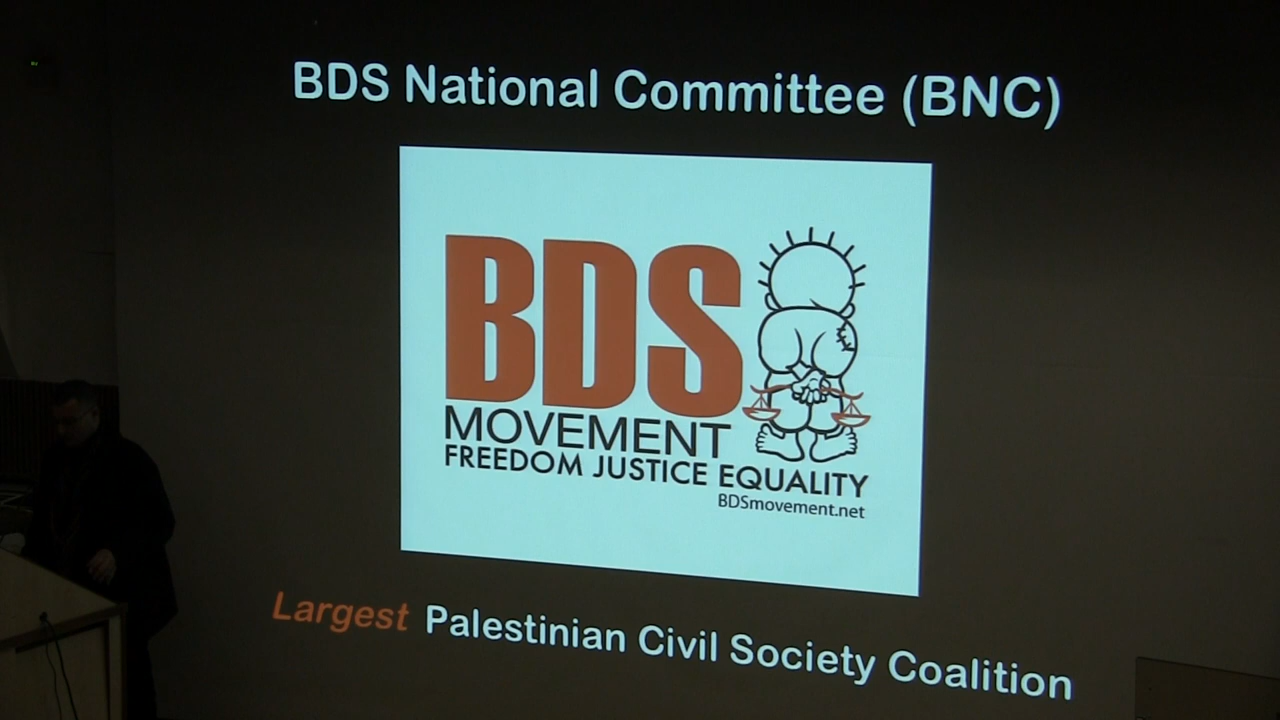 BDS National Committee (BNC)
BDS
MOVEMENT
FREEDOM JUSTICE EQUALITY
BDSmovement.net
Largest Palestinian Civil Society Coalition